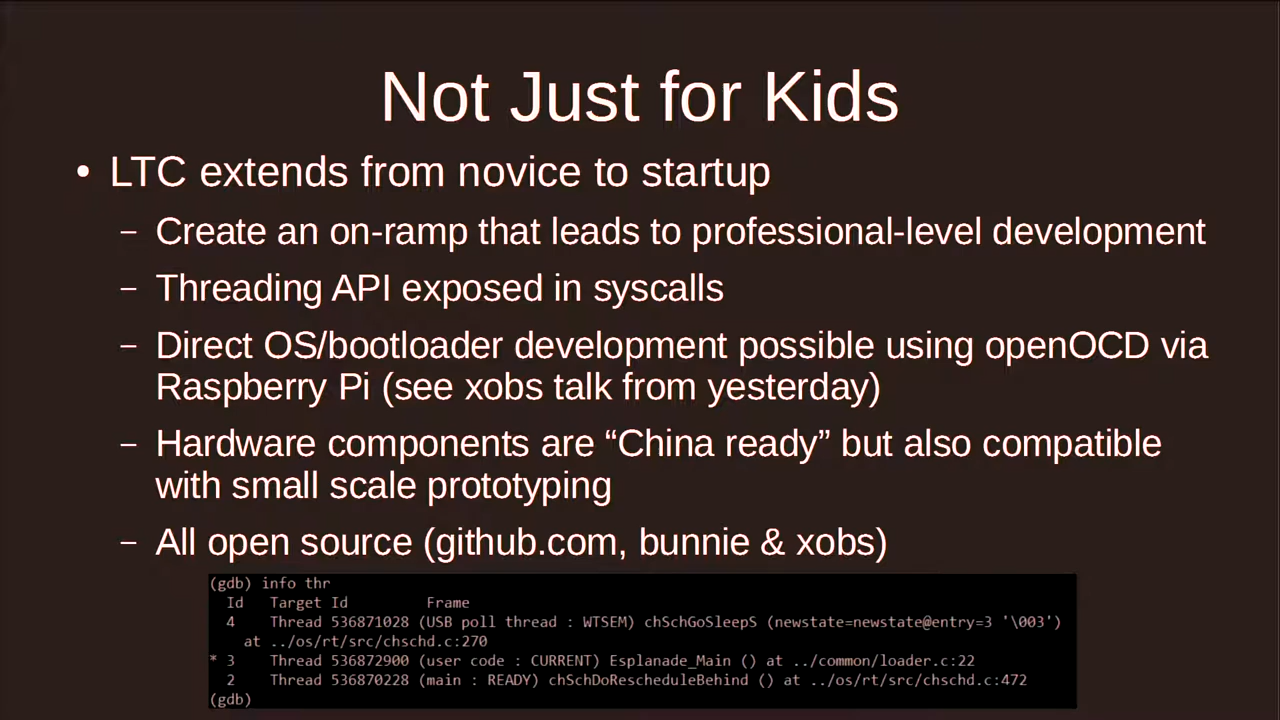 Not Just for Kids
• LTC extends from novice to startup
– Create an on-ramp that leads to professional-level development
– Threading API exposed in syscalls
– Direct OS/bootloader development possible using openOCD via
Raspberry Pi (see xobs talk from yesterday)
– Hardware components are “China ready” but also compatible
with small scale prototyping
– All open source (github.com, bunnie & xobs)
(gdb) info thr
Id Target Id Frame
4 Thread 536871028 (USB poll thread : WTSEM) chSchGoSleepS (newstate=newstate@entry=3 '\003')
at ../os/rt/src/chschd.c:270
* 3 Thread 536872900 (user code : CURRENT) Esplanade_Main () at ../common/loader.c:22
2 Thread 536870228 (main : READY) chSchDoRescheduleBehind () at ../os/rt/src/chschd.c:472
(gdb)